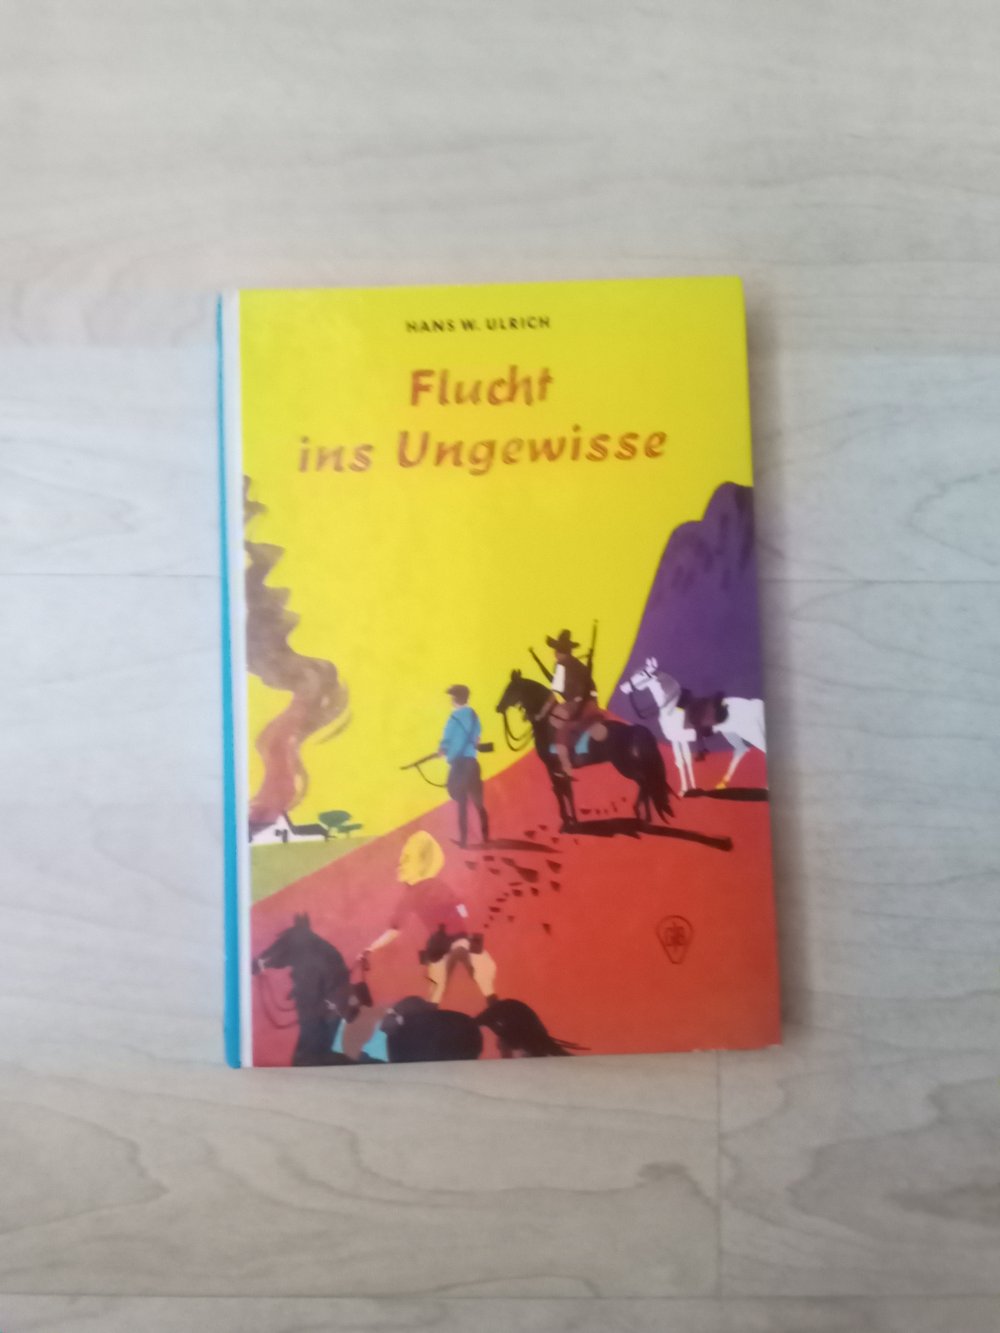 HANS W. ULRICH
Flucht
ins Ungewisse